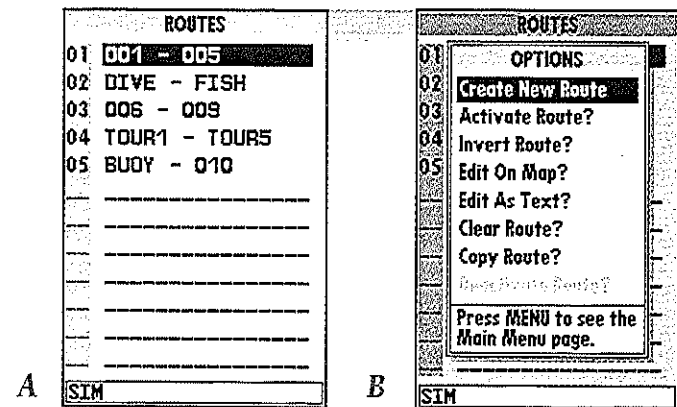 ROUTES
01 001 - 005
02 DIVE - FISH
03 006 - 009
04 TOUR1 - TOUR5
05 BUOY - 010
SIM
A
ROUTES
01
02
03
04
05
OPTIONS
Create New Route
Activate Route?
Invert Route?
Edit On Map?
Edit As Text?
Clear Route?
Copy Route?
Deactivate Route?
Press MENU to see the
Main Menu page.
SIM
B